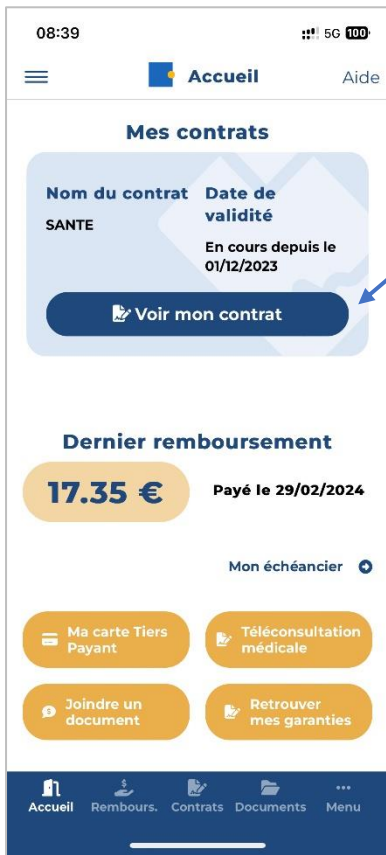 08:39 5G 100
Accueil Aide
Mes contrats
Nom du contrat
SANTE
Date de
validité
En cours depuis le
01/12/2023
Voir mon contrat
Dernier remboursement
17.35 € Payé le 29/02/2024
Mon échéancier
Ma carte Tiers
Payant
Téléconsultation
médicale
Joindre un
document
Retrouver
mes garanties
Accueil Rembours. Contrats Documents Menu